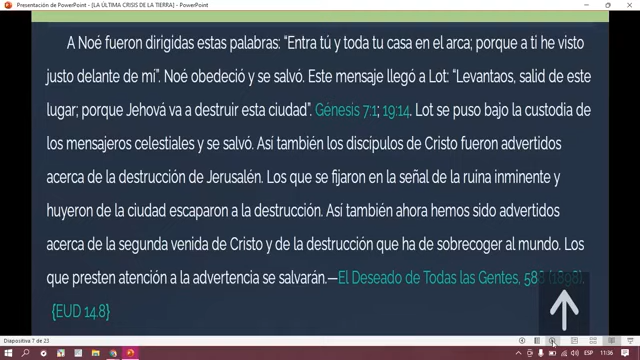 Presentación de PowerPoint - [LA ÚLTIMA CRISIS DE LA TIERRA] - PowerPoint
A Noé fueron dirigidas estas palabras: “Entra tú y toda tu casa en el arca; porque a ti he visto
justo delante de mí”. Noé obedeció y se salvó. Este mensaje llegó a Lot: “Levantaos, salid de este
lugar; porque Jehová va a destruir esta ciudad”. Génesis 7:1; 19:14. Lot se puso bajo la custodia de
los mensajeros celestiales y se salvó. Así también los discípulos de Cristo fueron advertidos
acerca de la destrucción de Jerusalén. Los que se fijaron en la señal de la ruina inminente y
huyeron de la ciudad escaparon a la destrucción. Así también ahora hemos sido advertidos
acerca de la segunda venida de Cristo y de la destrucción que ha de sobrecoger al mundo. Los
que presten atención a la advertencia se salvarán.—El Deseado de Todas las Gentes, 588 (1898).
{EUD 14.8}
Diapositiva 7 de 23
ESP 11:36